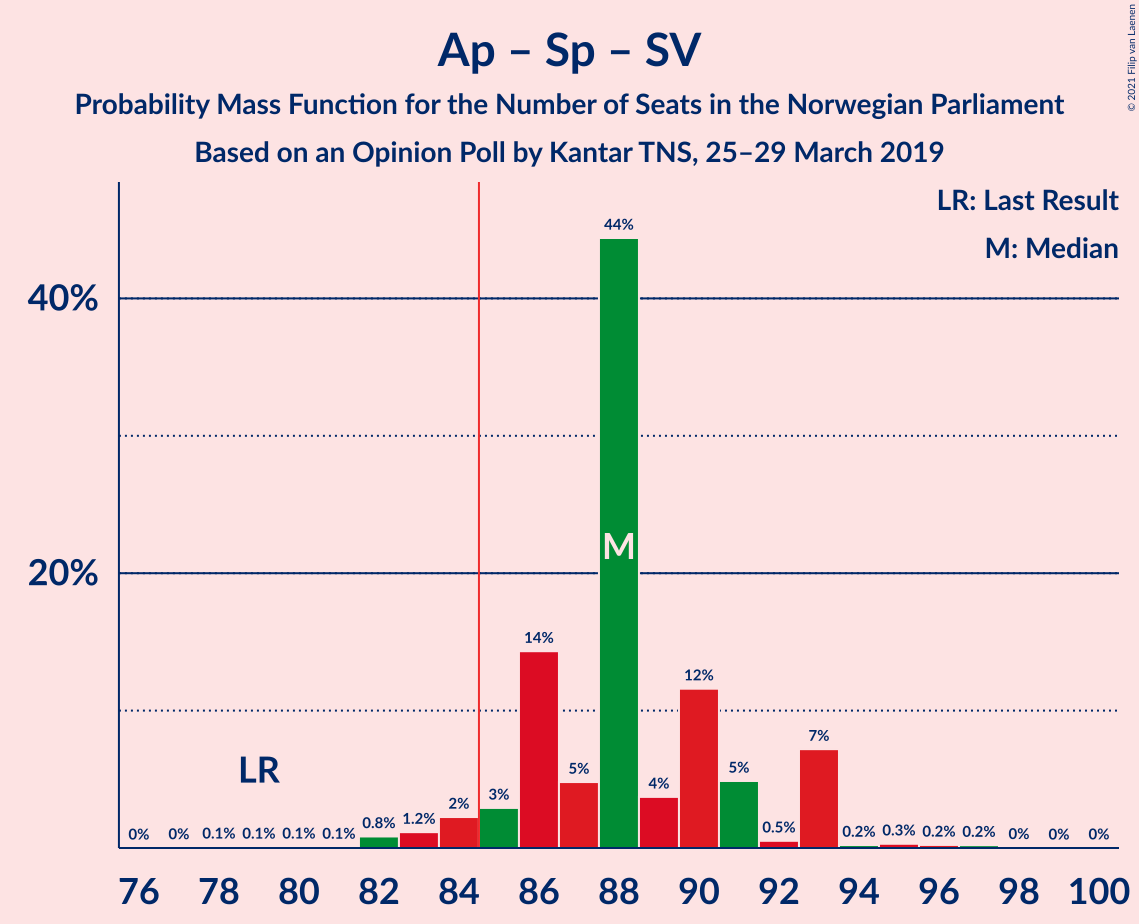 Ap – Sp – SV
Probability Mass Function for the Number of Seats in the Norwegian Parliament
Based on an Opinion Poll by Kantar TNS, 25–29 March 2019
© 2021 Filip van Laenen
LR: Last Result
M: Median
40%
20%
LR
M
0% 0% 0.1% 0.1% 0.1% 0.1% 0.8% 1.2% 2% 3% 14% 5% 44% 4% 12% 5% 0.5% 7% 0.2% 0.3% 0.2% 0.2% 0% 0% 0%
76 78 80 82 84 86 88 90 92 94 96 98 100